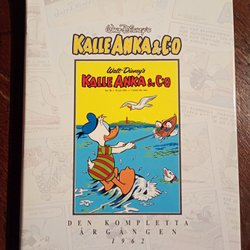 Walt Disney's
KALLE ANKA & C:O
Walt Disney's
KALLE ANKA & C:O
DEN KOMPLETTA
ÅRGÅNGEN
1962